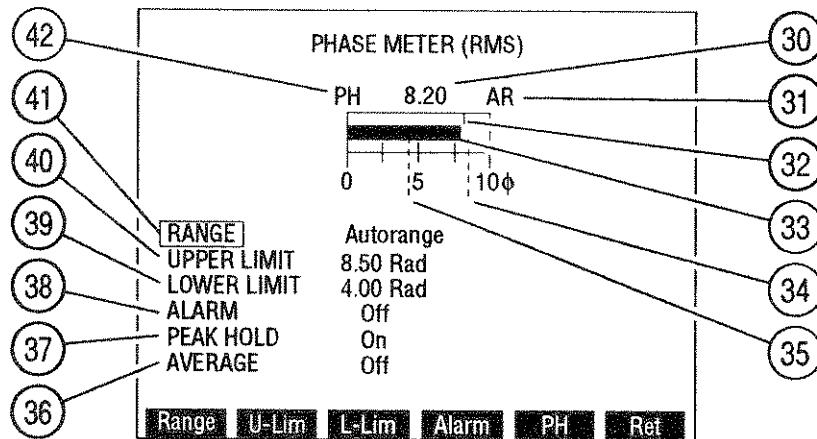 42
PHASE METER (RMS)
30
41
PH 8.20 AR
31
40
32
39
0 5 10ϕ
33
RANGE Autorange
38
UPPER LIMIT 8.50 Rad
34
LOWER LIMIT 4.00 Rad
37
ALARM Off
35
PEAK HOLD On
36
AVERAGE Off
Range U-Lim L-Lim Alarm PH Ret